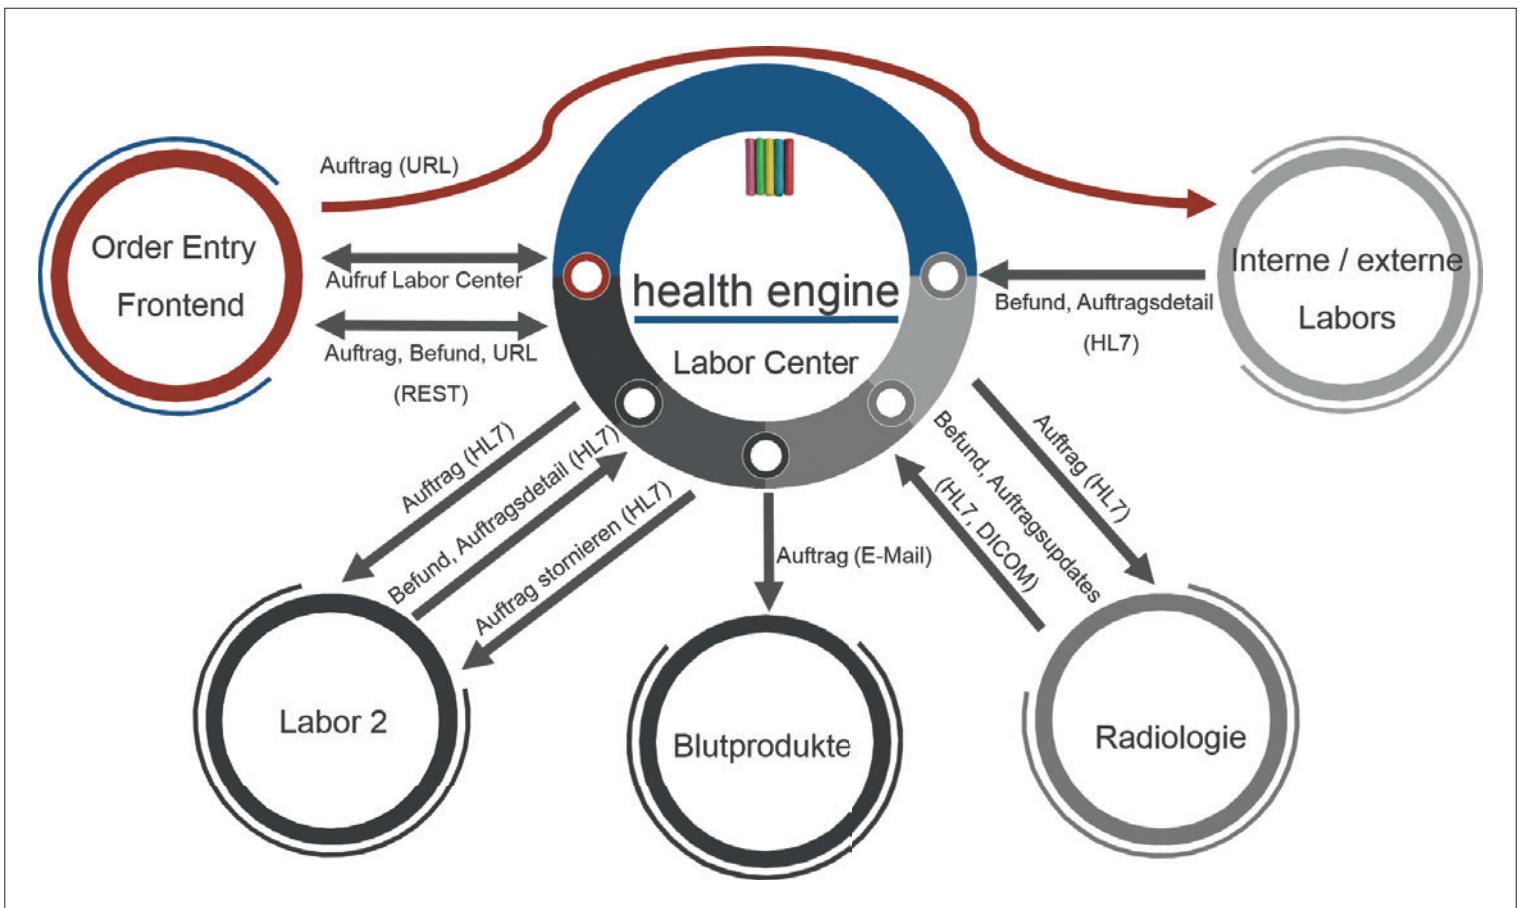 Auftrag (URL)
Order Entry
Frontend
Aufruf Labor Center
Auftrag, Befund, URL
(REST)
health engine
Labor Center
Interne / externe
Labors
Befund, Auftragsdetail
(HL7)
Auftrag (HL7)
Befund, Auftragsdetail (HL7)
Auftrag stornieren (HL7)
Auftrag (E-Mail)
Befund, Auftragsupdates
(HL7, DICOM)
Auftrag (HL7)
Labor 2
Blutprodukte
Radiologie